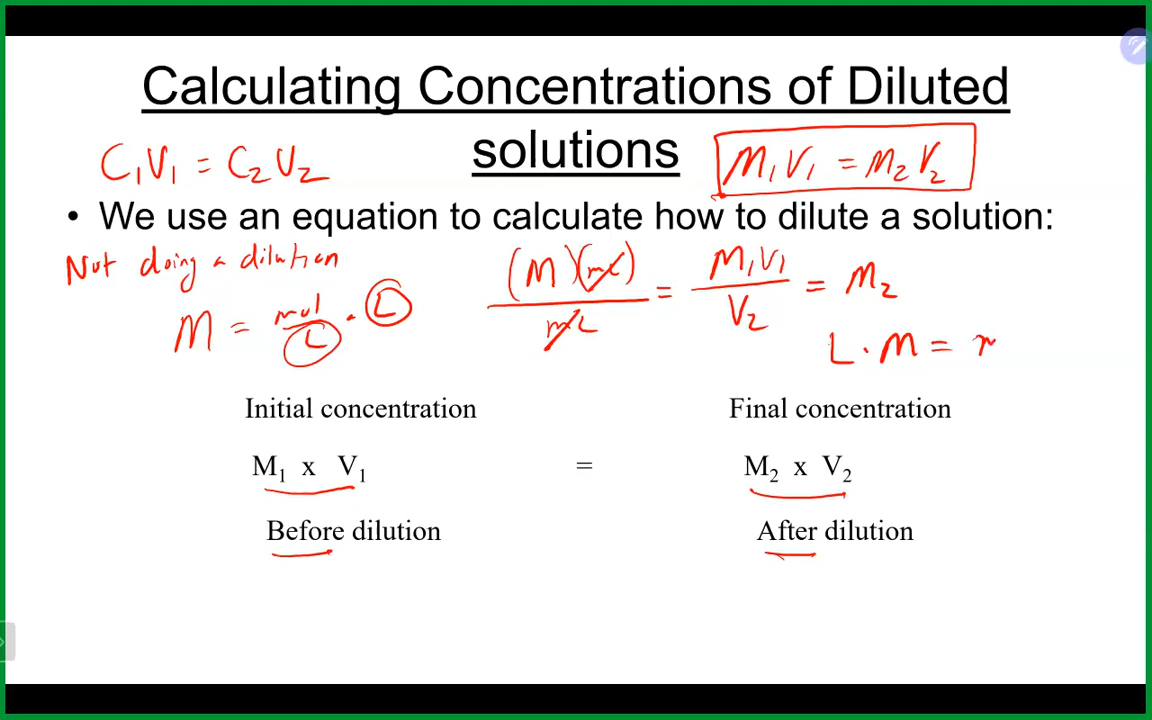 Calculating Concentrations of Diluted
solutions
C₁V₁ = C₂V₂
M₁V₁ = M₂V₂
• We use an equation to calculate how to dilute a solution:
Not doing a dilution
M = mol/L · L
(M)(mL)/mL = M₁V₁/V₂ = M₂
L · M =
Initial concentration
Final concentration
M₁ x V₁ = M₂ x V₂
Before dilution
After dilution